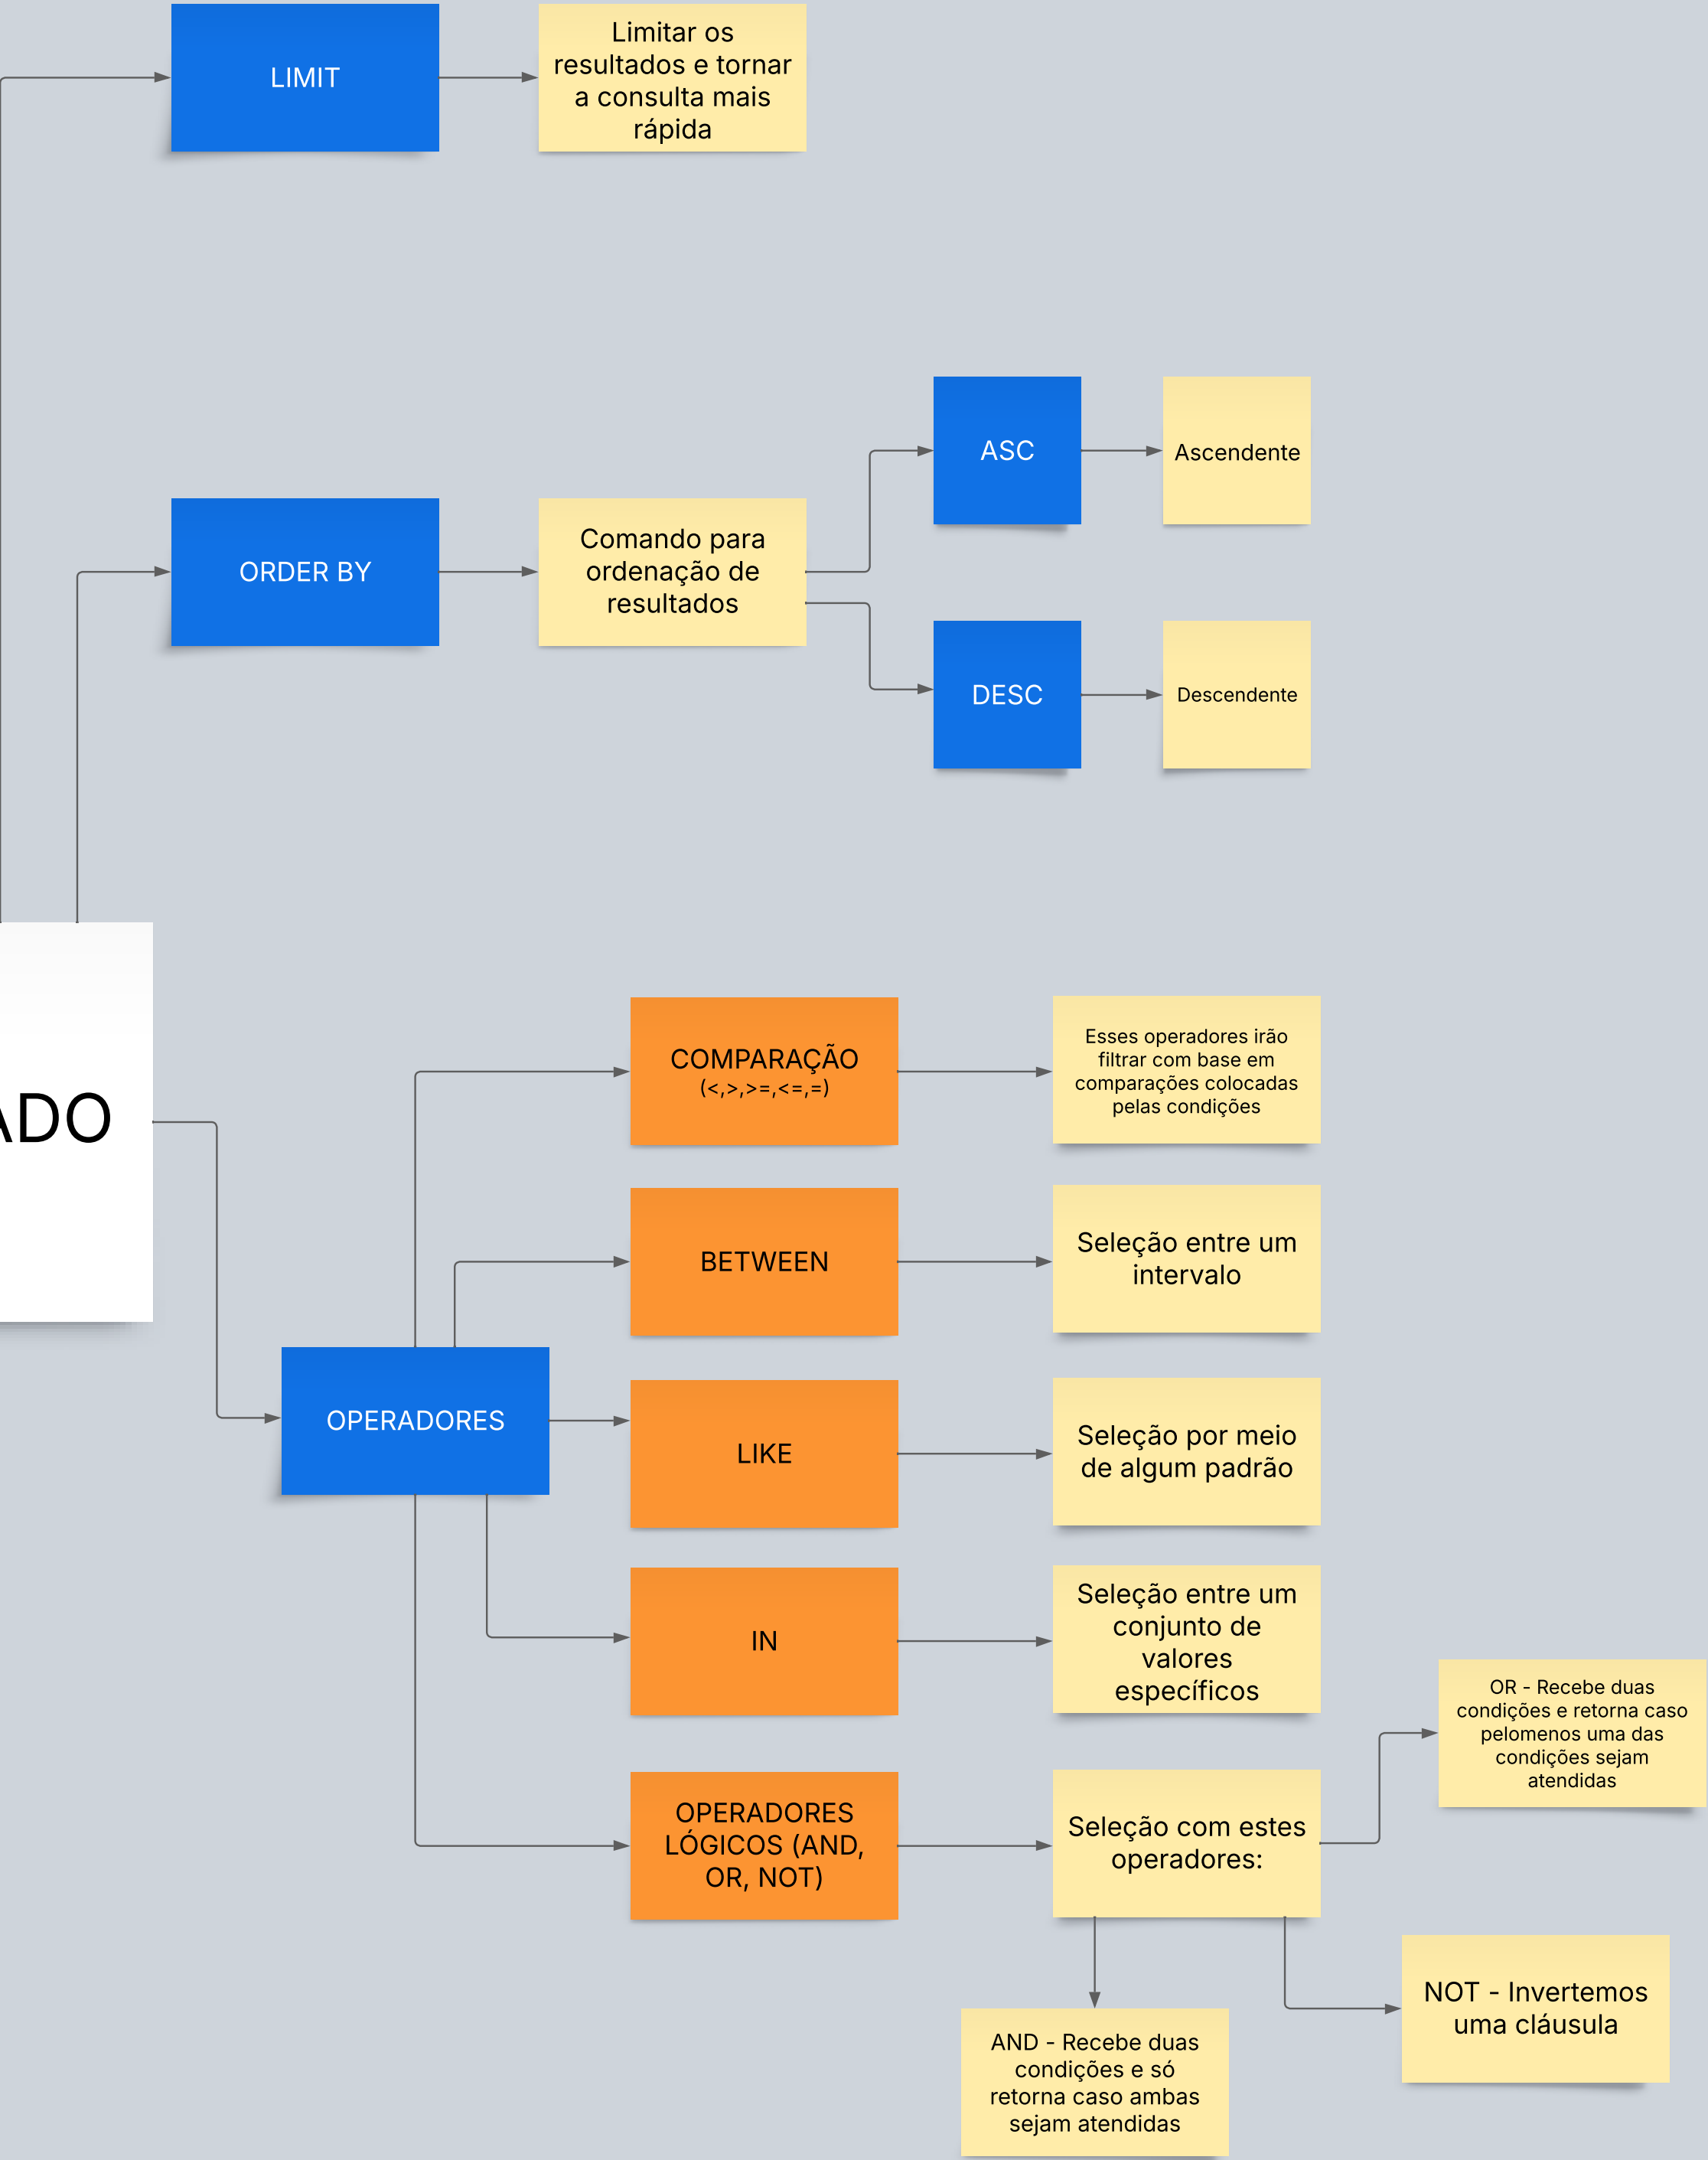 LIMIT
Limitar os
resultados e tornar
a consulta mais
rápida
ORDER BY
Comando para
ordenação de
resultados
ASC
Ascendente
DESC
Descendente
ADO
OPERADORES
COMPARAÇÃO
(<,>,>=,<=,=)
Esses operadores irão
filtrar com base em
comparações colocadas
pelas condições
BETWEEN
Seleção entre um
intervalo
LIKE
Seleção por meio
de algum padrão
IN
Seleção entre um
conjunto de
valores
específicos
OPERADORES
LÓGICOS (AND,
OR, NOT)
Seleção com estes
operadores:
OR - Recebe duas
condições e retorna caso
pelomenos uma das
condições sejam
atendidas
NOT - Invertemos
uma cláusula
AND - Recebe duas
condições e só
retorna caso ambas
sejam atendidas